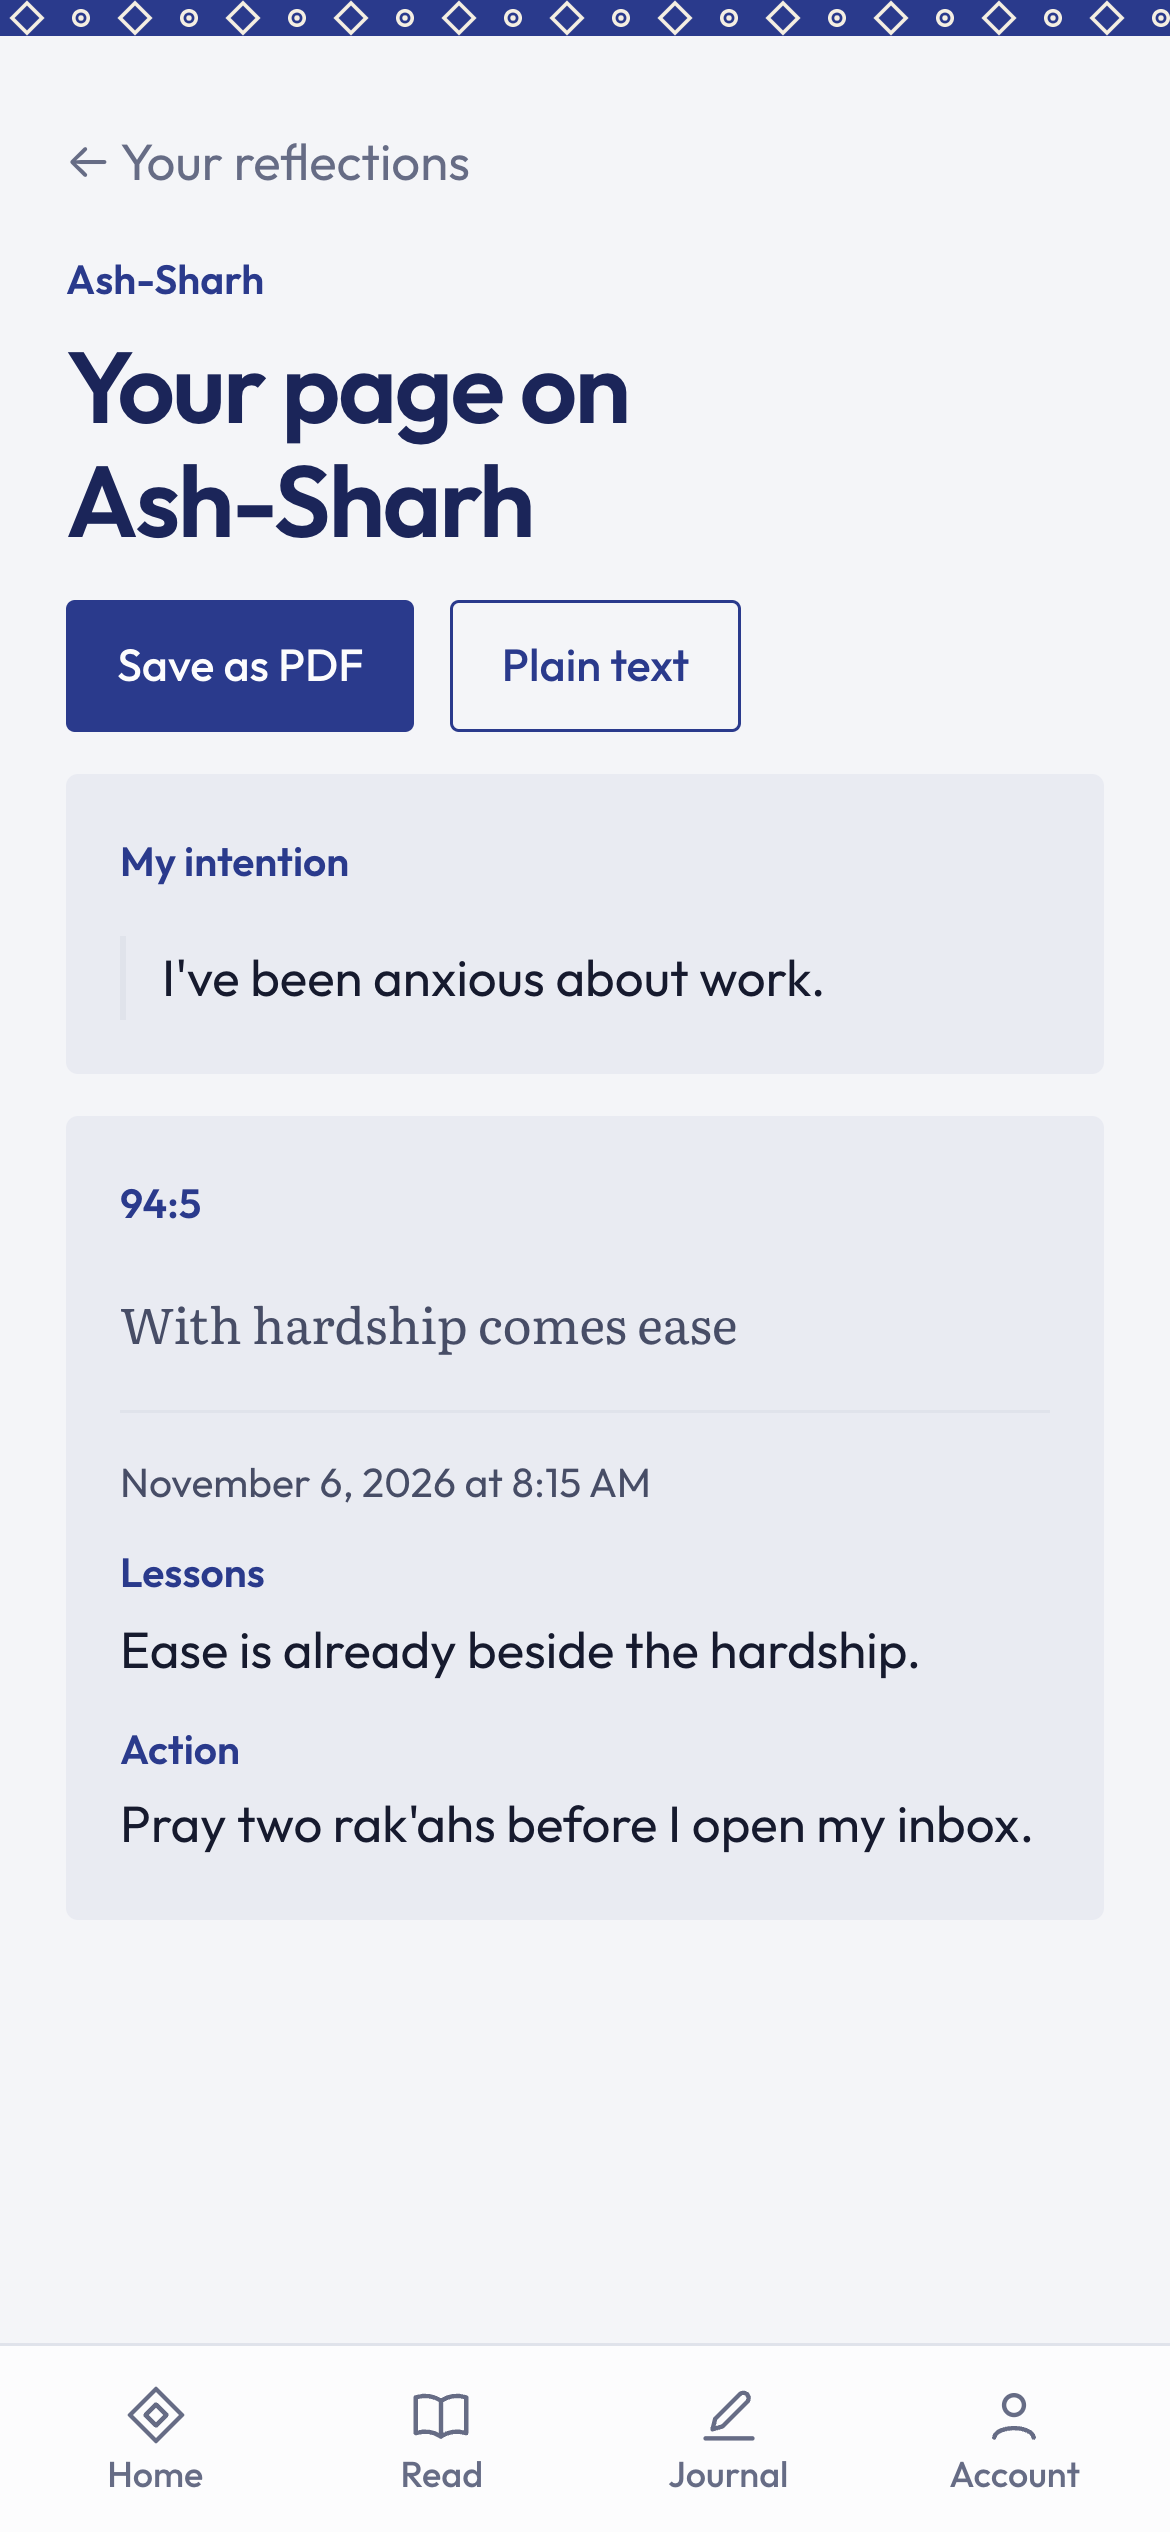 ← Your reflections
Ash-Sharh
Your page on
Ash-Sharh
Save as PDF
Plain text
My intention
I've been anxious about work.
94:5
With hardship comes ease
November 6, 2026 at 8:15 AM
Lessons
Ease is already beside the hardship.
Action
Pray two rak'ahs before I open my inbox.
Home
Read
Journal
Account